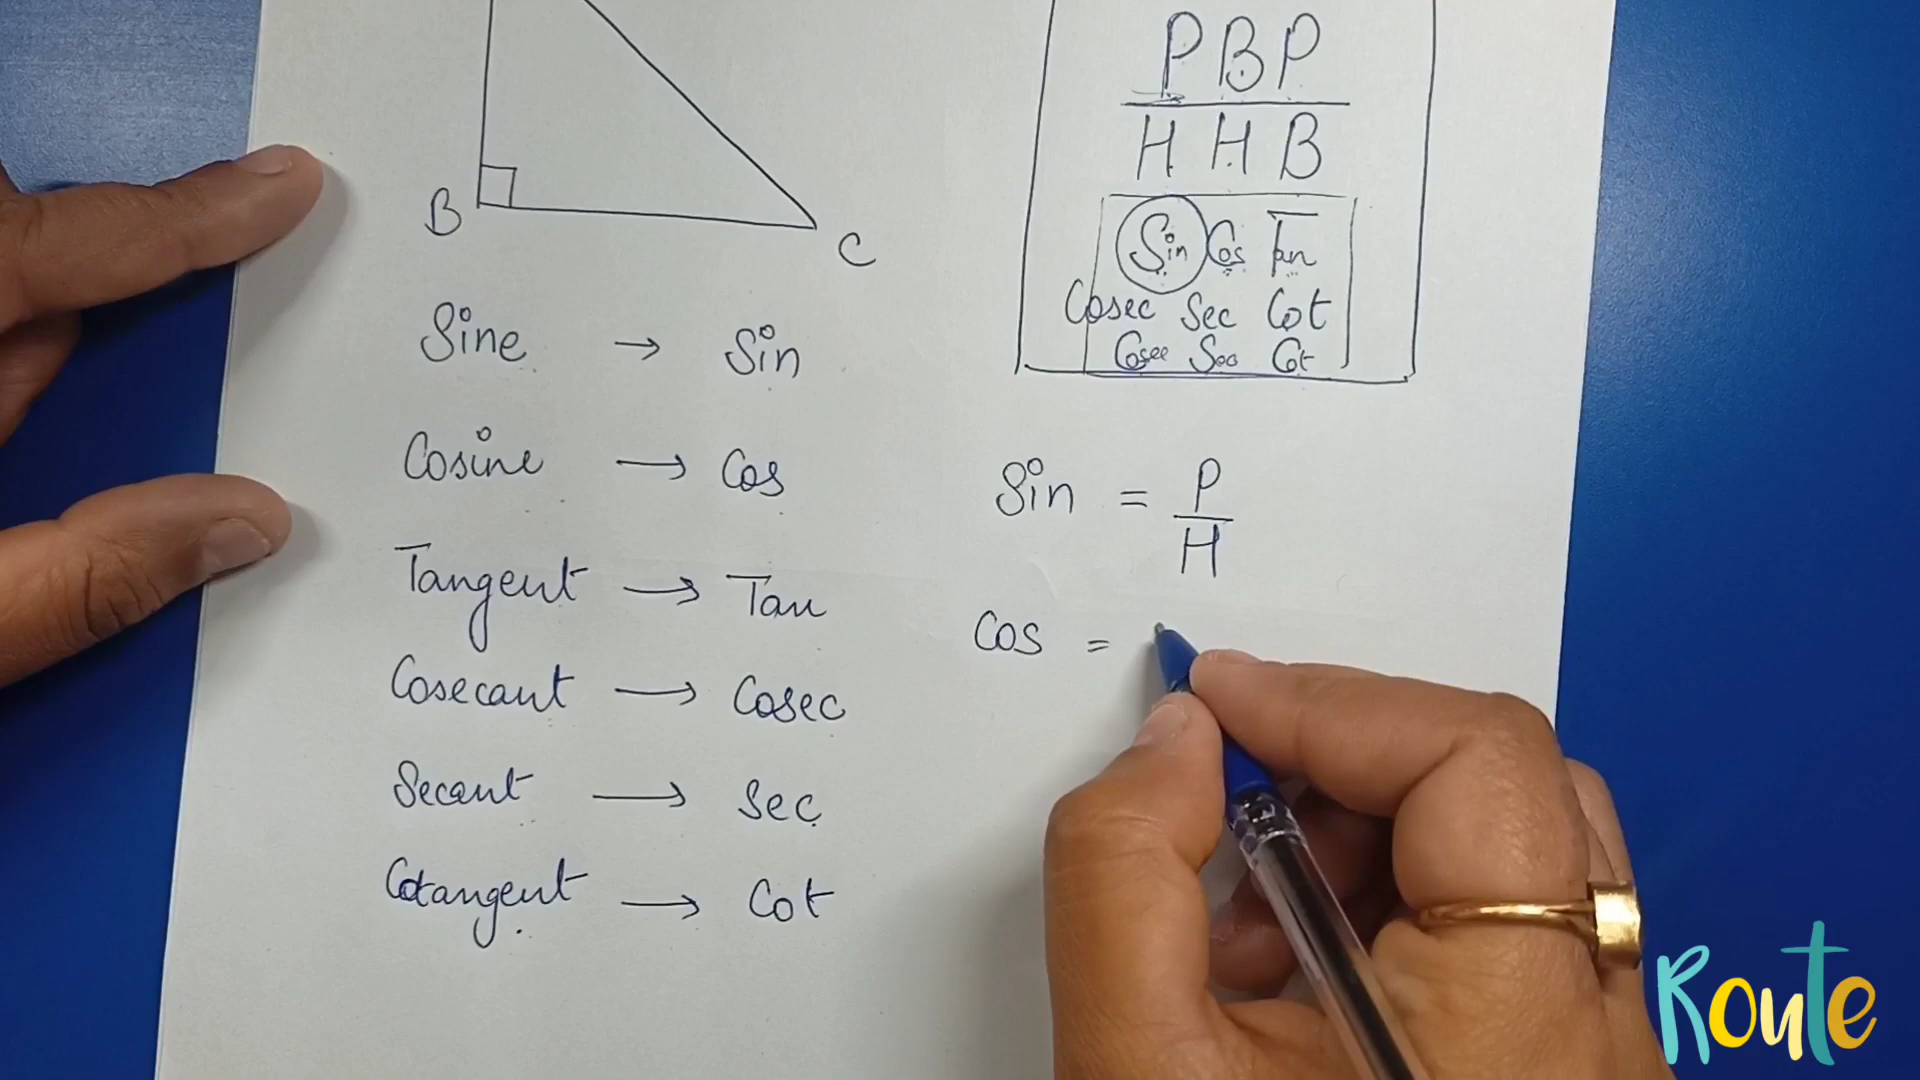 P B P
H H B
Sin Cos Tan
Cosec Sec Cot
Cosec Sec Cot
B
C
Sine → Sin
Cosine → Cos
Tangent → Tan
Cosecant → Cosec
Secant → Sec
Cotangent → Cot
Sin = P
H
Cos =
Route